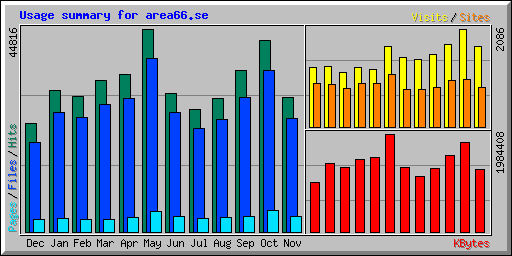 Usage summary for area66.se
Visits/Sites
44816
2086
Pages/Files/Hits
1984408
Dec Jan Feb Mar Apr May Jun Jul Aug Sep Oct Nov
KBytes